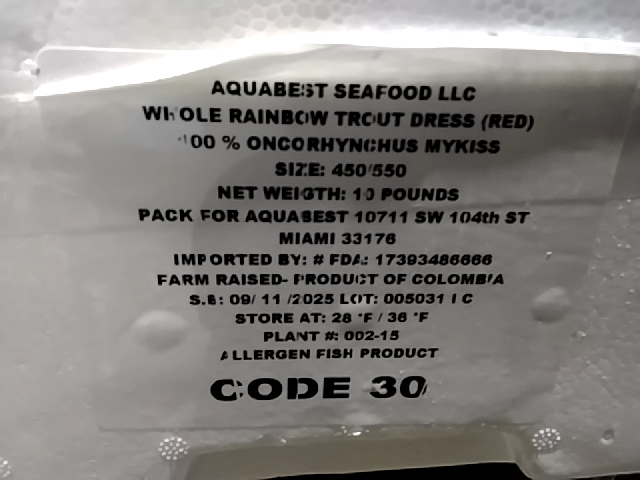 AQUABEST SEAFOOD LLC
WHOLE RAINBOW TROUT DRESS (RED)
100 % ONCORHYNCHUS MYKISS
SIZE: 450/550
NET WEIGTH: 10 POUNDS
PACK FOR AQUABEST 10711 SW 104th ST
MIAMI 33176
IMPORTED BY: # FDA: 17393486666
FARM RAISED- PRODUCT OF COLOMBIA
S.B: 09/ 11 /2025 LOT: 005031 C
STORE AT: 28 °F / 36 °F
PLANT #: 002-15
ALLERGEN FISH PRODUCT
CODE 30